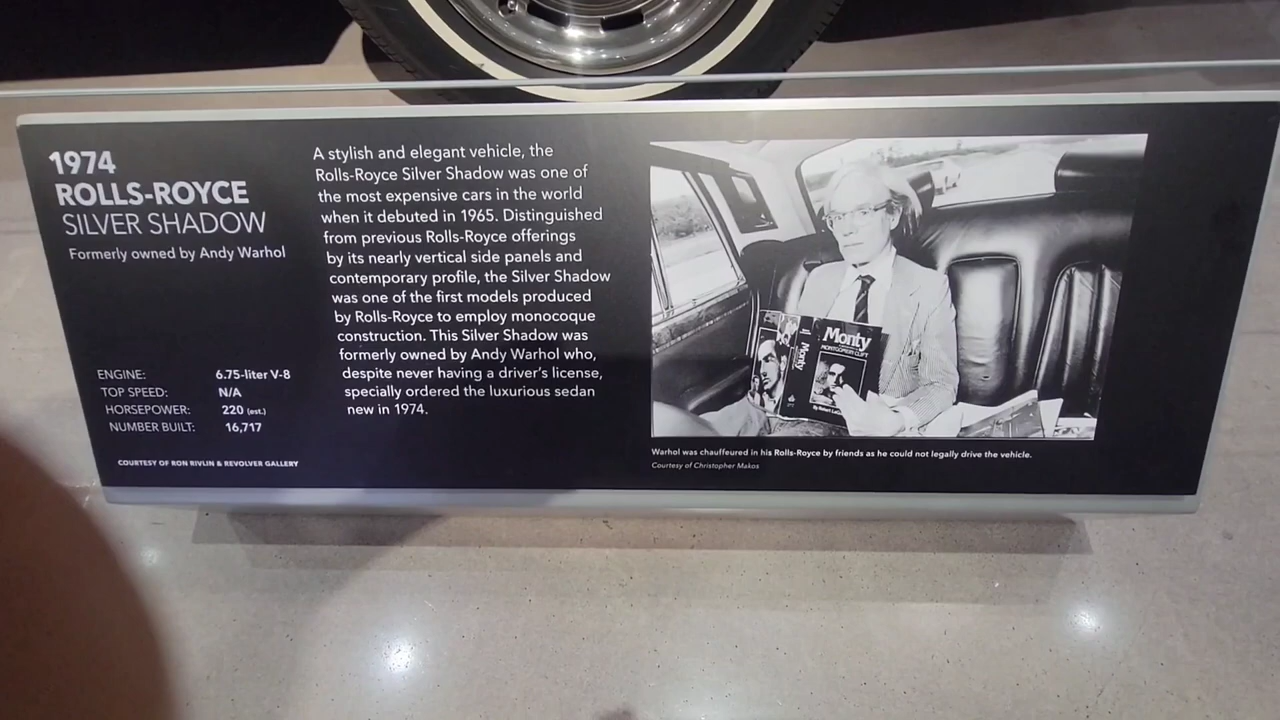 1974
ROLLS-ROYCE
SILVER SHADOW
Formerly owned by Andy Warhol
ENGINE: 6.75-liter V-8
TOP SPEED: N/A
HORSEPOWER: 220 (est.)
NUMBER BUILT: 16,717
COURTESY OF RON RIVLIN & REVOLVER GALLERY
A stylish and elegant vehicle, the
Rolls-Royce Silver Shadow was one of
the most expensive cars in the world
when it debuted in 1965. Distinguished
from previous Rolls-Royce offerings
by its nearly vertical side panels and
contemporary profile, the Silver Shadow
was one of the first models produced
by Rolls-Royce to employ monocoque
construction. This Silver Shadow was
formerly owned by Andy Warhol who,
despite never having a driver's license,
specially ordered the luxurious sedan
new in 1974.
Monty
Monty
MONTGOMERY CLIFT
By Robert
Warhol was chauffeured in his Rolls-Royce by friends as he could not legally drive the vehicle.
Courtesy of Christopher Makos